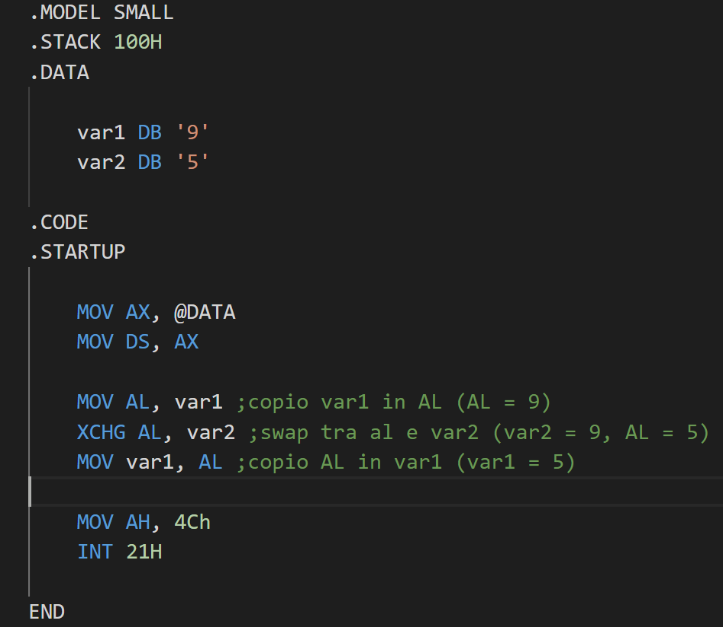 .MODEL SMALL
.STACK 100H
.DATA
var1 DB '9'
var2 DB '5'
.CODE
.STARTUP
MOV AX, @DATA
MOV DS, AX
MOV AL, var1 ;copio var1 in AL (AL = 9)
XCHG AL, var2 ;swap tra al e var2 (var2 = 9, AL = 5)
MOV var1, AL ;copio AL in var1 (var1 = 5)
MOV AH, 4Ch
INT 21H
END